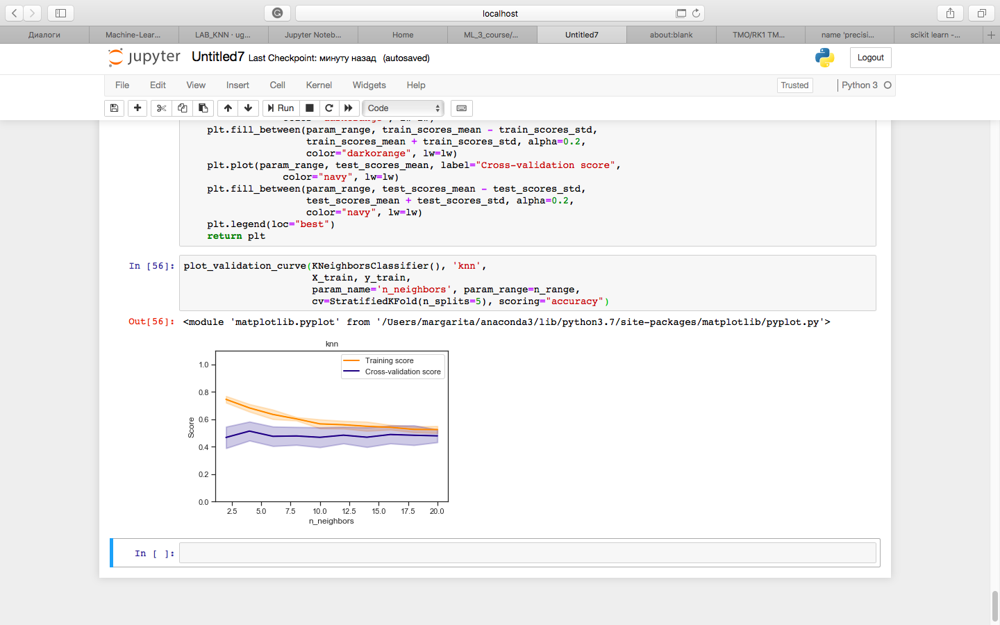 localhost
Диалоги
Machine-Lear...
LAB_KNN · ug...
Jupyter Noteb...
Home
ML_3_course/...
Untitled7
about:blank
TMO/RK1 TM...
name 'precisi...
scikit learn -...
jupyter Untitled7 Last Checkpoint: минуту назад (autosaved)
Logout
File Edit View Insert Cell Kernel Widgets Help
Trusted
Python 3
Run
Code
plt.fill_between(param_range, train_scores_mean - train_scores_std,
train_scores_mean + train_scores_std, alpha=0.2,
color="darkorange", lw=lw)
plt.plot(param_range, test_scores_mean, label="Cross-validation score",
color="navy", lw=lw)
plt.fill_between(param_range, test_scores_mean - test_scores_std,
test_scores_mean + test_scores_std, alpha=0.2,
color="navy", lw=lw)
plt.legend(loc="best")
return plt
In [56]: plot_validation_curve(KNeighborsClassifier(), 'knn',
X_train, y_train,
param_name='n_neighbors', param_range=n_range,
cv=StratifiedKFold(n_splits=5), scoring="accuracy")
Out[56]: <module 'matplotlib.pyplot' from '/Users/margarita/anaconda3/lib/python3.7/site-packages/matplotlib/pyplot.py'>
knn
Training score
Cross-validation score
1.0
0.8
0.6
0.4
0.2
0.0
Score
2.5 5.0 7.5 10.0 12.5 15.0 17.5 20.0
n_neighbors
In [ ]: